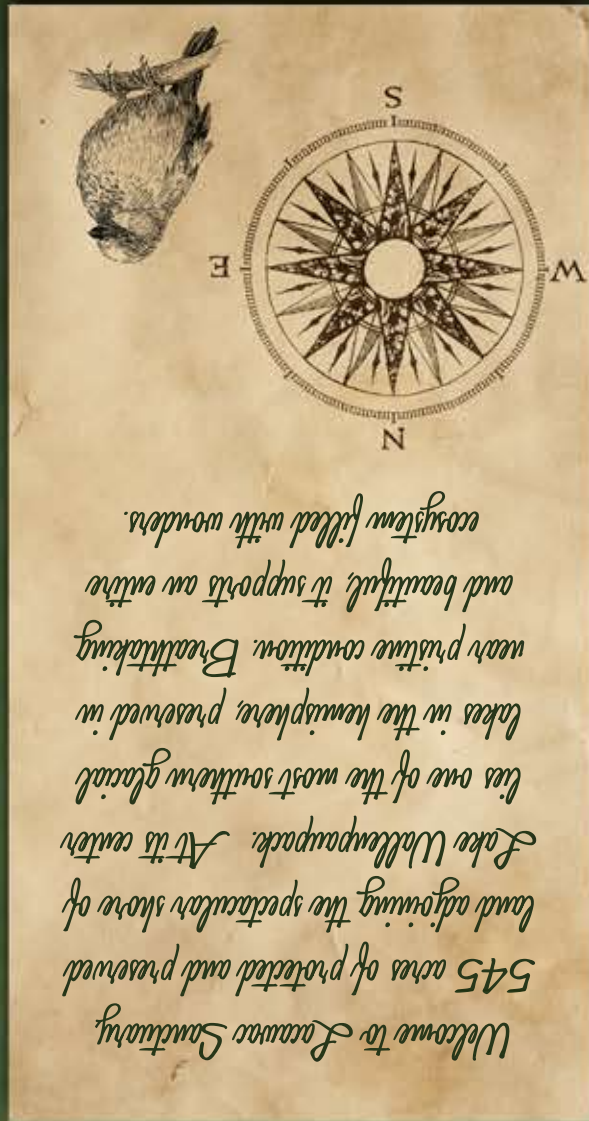 Welcome to Lacawac Sanctuary,
545 acres of protected and preserved
land adjoining the spectacular shore of
Lake Wallenpaupack. At its center
lies one of the most southern glacial
lakes in the hemisphere, preserved in
near pristine condition. Breathtaking
and beautiful, it supports an entire
ecosystem filled with wonders.
N
W
E
S